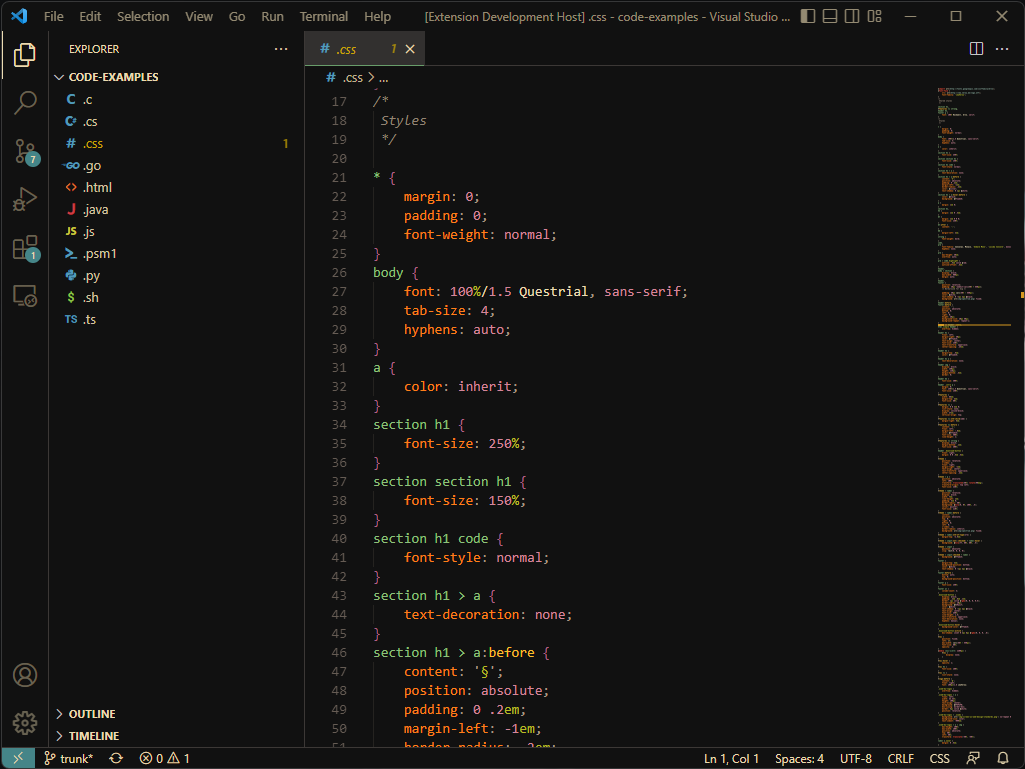 File Edit Selection View Go Run Terminal Help [Extension Development Host] .css - code-examples - Visual Studio ...
EXPLORER ...
# .css 1
CODE-EXAMPLES
# .css > ...
C .c
C# .cs
# .css 1
GO .go
<> .html
J .java
JS .js
>_ .psm1
.py
$ .sh
TS .ts
7
1
17 /*
18 Styles
19 */
20
21 * {
22 margin: 0;
23 padding: 0;
24 font-weight: normal;
25 }
26 body {
27 font: 100%/1.5 Questrial, sans-serif;
28 tab-size: 4;
29 hyphens: auto;
30 }
31 a {
32 color: inherit;
33 }
34 section h1 {
35 font-size: 250%;
36 }
37 section section h1 {
38 font-size: 150%;
39 }
40 section h1 code {
41 font-style: normal;
42 }
43 section h1 > a {
44 text-decoration: none;
45 }
46 section h1 > a:before {
47 content: '§';
48 position: absolute;
49 padding: 0 .2em;
50 margin-left: -1em;
51 border-radius: .2em;
OUTLINE
TIMELINE
trunk* 0 1 Ln 1, Col 1 Spaces: 4 UTF-8 CRLF CSS